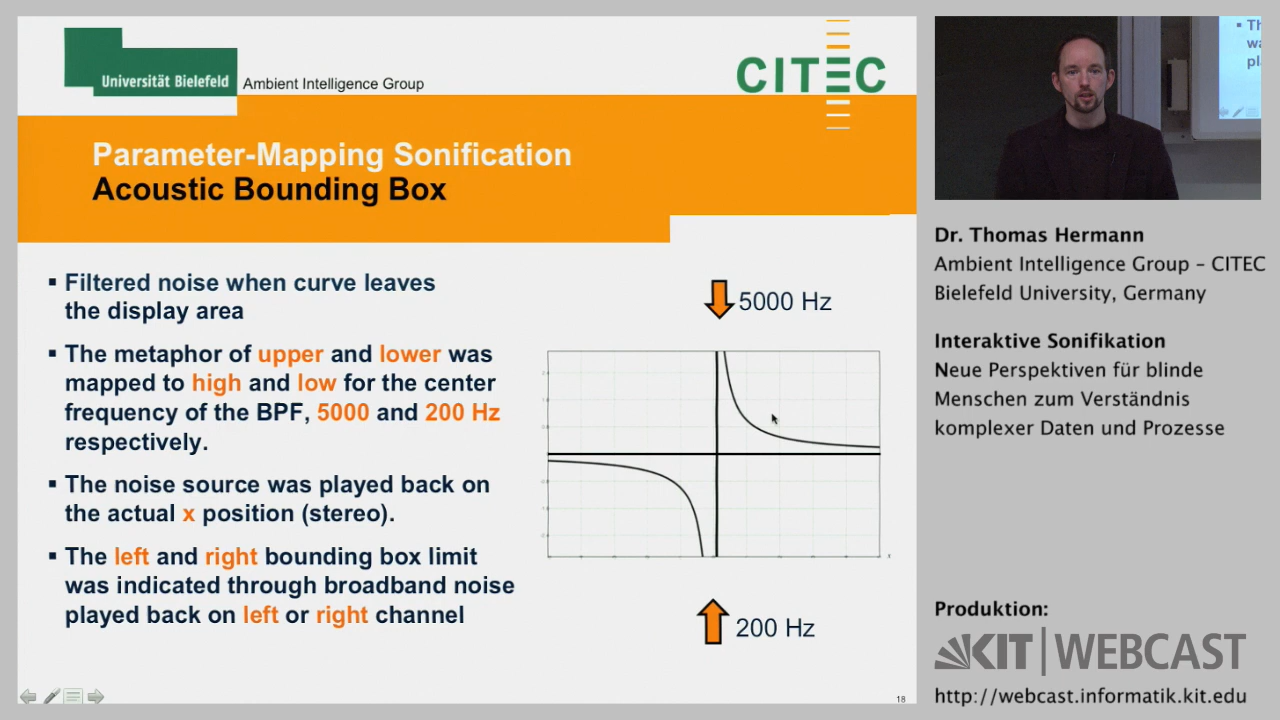 Universität Bielefeld
Ambient Intelligence Group
CITEC
Parameter-Mapping Sonification
Acoustic Bounding Box
▪ Filtered noise when curve leaves
the display area
▪ The metaphor of upper and lower was
mapped to high and low for the center
frequency of the BPF, 5000 and 200 Hz
respectively.
▪ The noise source was played back on
the actual x position (stereo).
▪ The left and right bounding box limit
was indicated through broadband noise
played back on left or right channel
5000 Hz
200 Hz
18
Dr. Thomas Hermann
Ambient Intelligence Group – CITEC
Bielefeld University, Germany
Interaktive Sonifikation
Neue Perspektiven für blinde
Menschen zum Verständnis
komplexer Daten und Prozesse
Produktion:
KIT WEBCAST
http://webcast.informatik.kit.edu